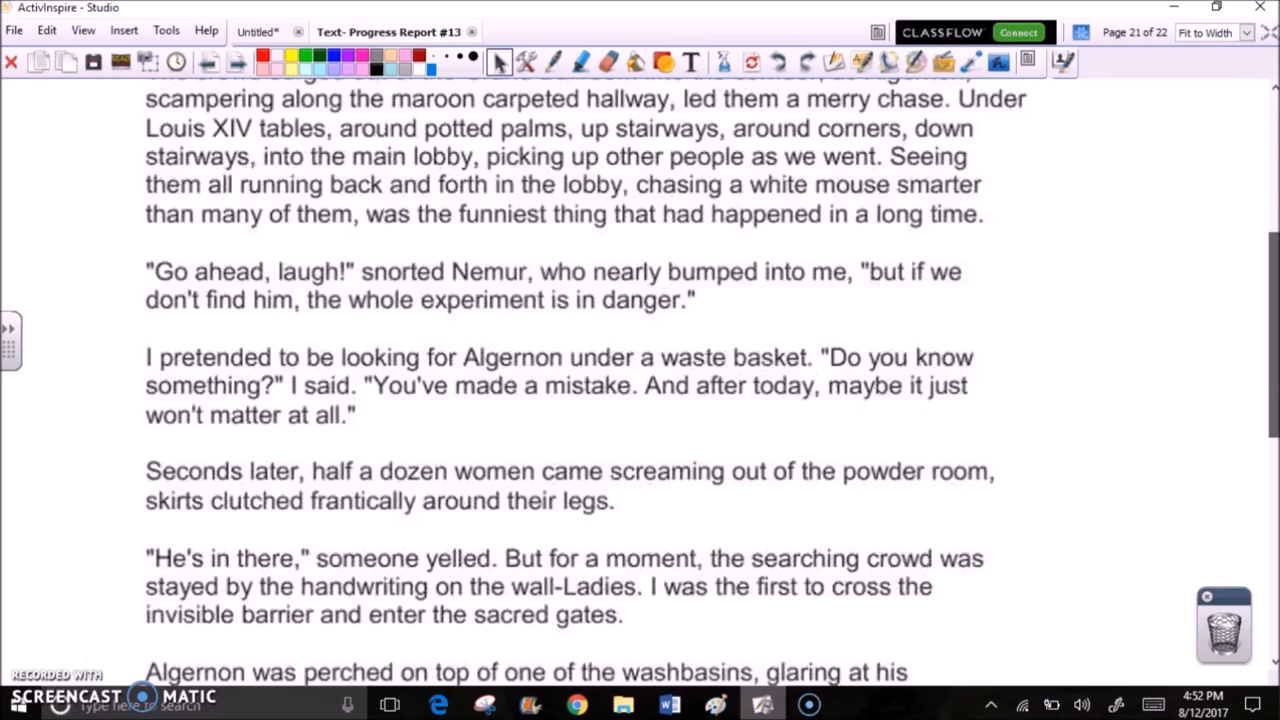 ActivInspire - Studio
File Edit View Insert Tools Help Untitled* Text- Progress Report #13 CLASSFLOW Connect Page 21 of 22 Fit to Width
scampering along the maroon carpeted hallway, led them a merry chase. Under
Louis XIV tables, around potted palms, up stairways, around corners, down
stairways, into the main lobby, picking up other people as we went. Seeing
them all running back and forth in the lobby, chasing a white mouse smarter
than many of them, was the funniest thing that had happened in a long time.
"Go ahead, laugh!" snorted Nemur, who nearly bumped into me, "but if we
don't find him, the whole experiment is in danger."
I pretended to be looking for Algernon under a waste basket. "Do you know
something?" I said. "You've made a mistake. And after today, maybe it just
won't matter at all."
Seconds later, half a dozen women came screaming out of the powder room,
skirts clutched frantically around their legs.
"He's in there," someone yelled. But for a moment, the searching crowd was
stayed by the handwriting on the wall-Ladies. I was the first to cross the
invisible barrier and enter the sacred gates.
Algernon was perched on top of one of the washbasins, glaring at his
RECORDED WITH
SCREENCAST MATIC
Type here to search
4:52 PM
8/12/2017